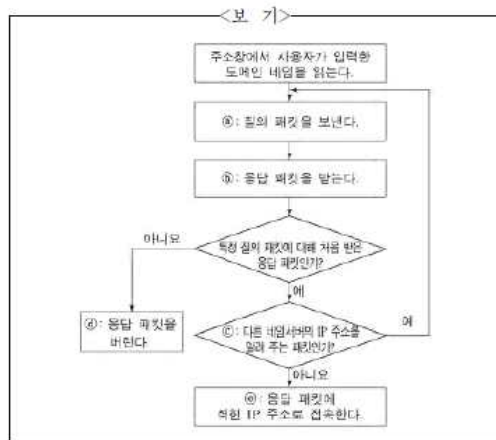 <보 기>
주소창에서 사용자가 입력한
도메인 네임을 읽는다.
ⓐ: 질의 패킷을 보낸다.
ⓑ: 응답 패킷을 받는다.
아니요
특정 질의 패킷에 대해 처음 받은
응답 패킷인가?
예
ⓓ: 응답 패킷을
버린다
ⓒ: 다른 네임서버의 IP 주소를
알려 주는 패킷인가?
예
아니요
ⓔ: 응답 패킷에
적힌 IP 주소로 접속한다.